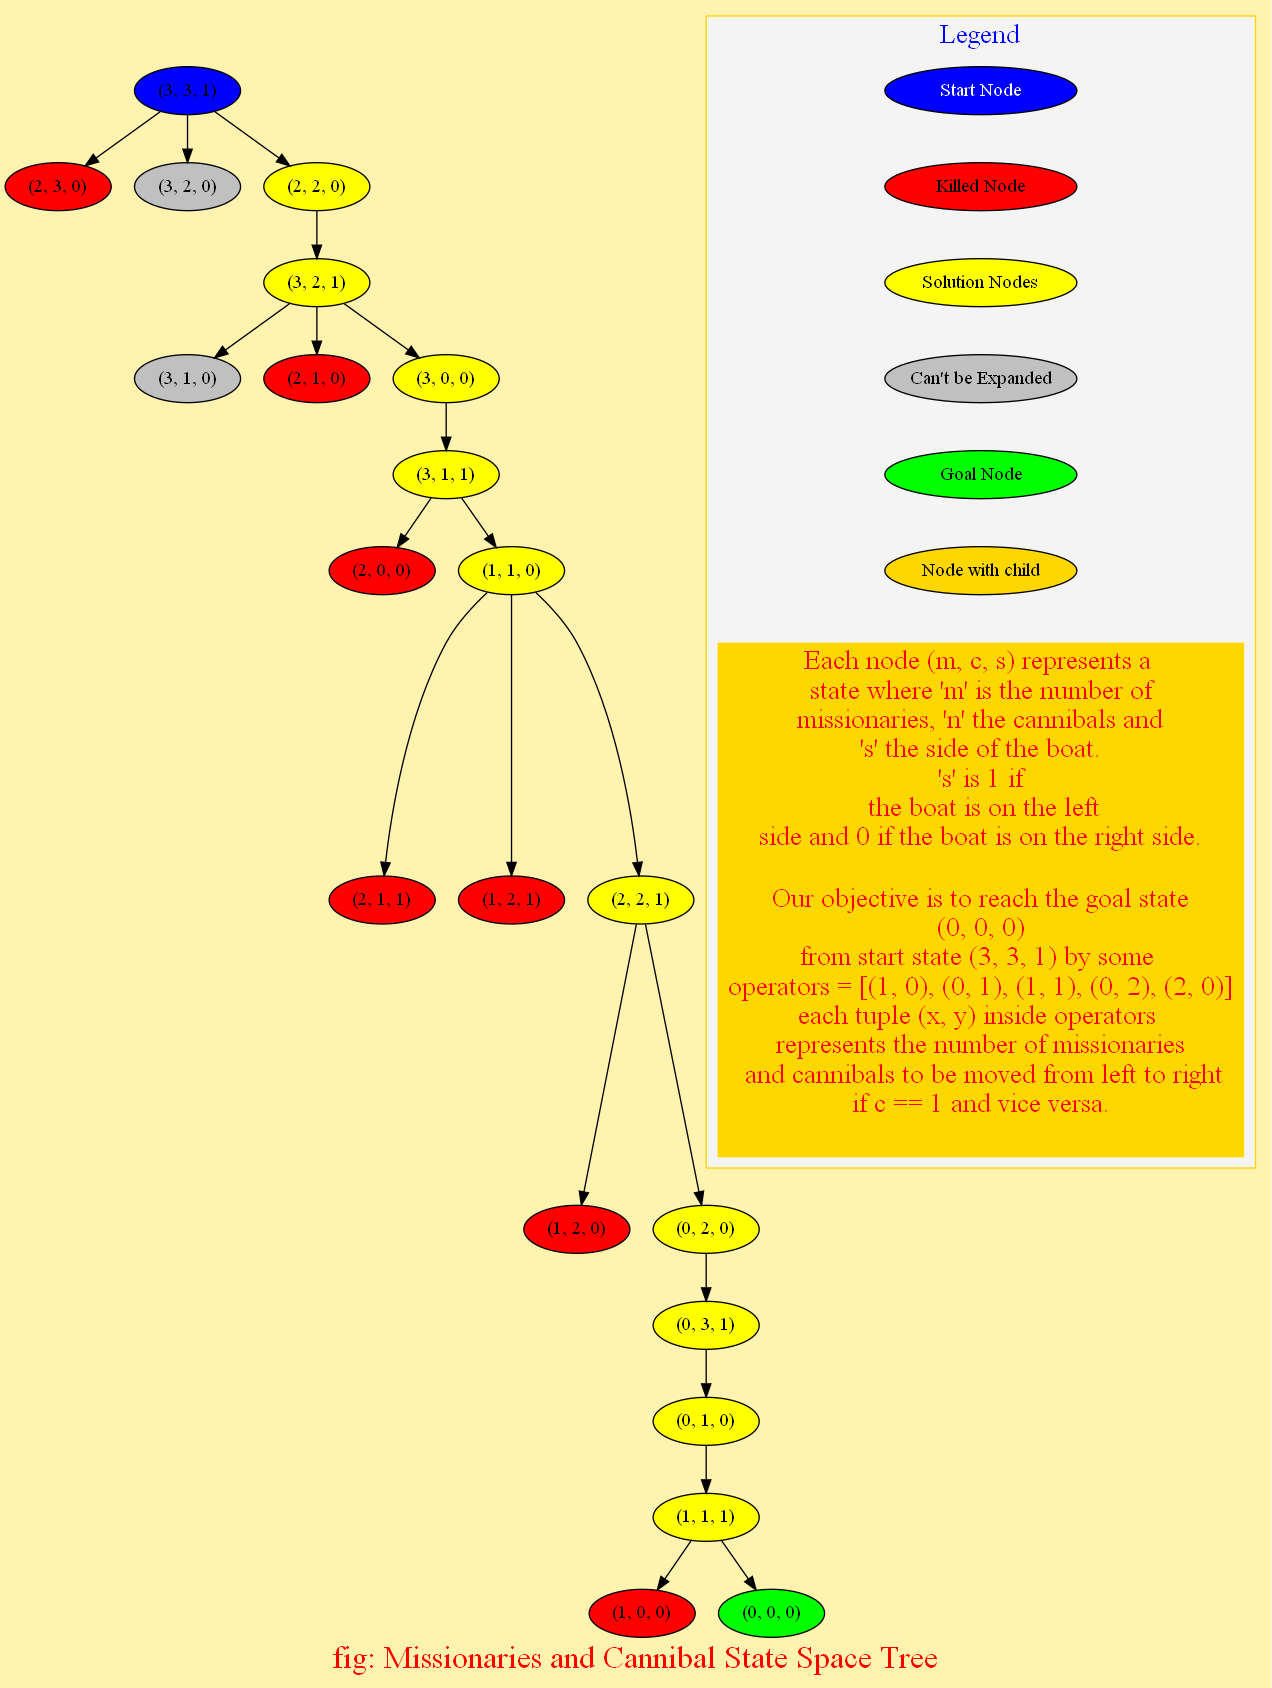 (3, 3, 1)
(2, 3, 0)
(3, 2, 0)
(2, 2, 0)
(3, 2, 1)
(3, 1, 0)
(2, 1, 0)
(3, 0, 0)
(3, 1, 1)
(2, 0, 0)
(1, 1, 0)
(2, 1, 1)
(1, 2, 1)
(2, 2, 1)
(1, 2, 0)
(0, 2, 0)
(0, 3, 1)
(0, 1, 0)
(1, 1, 1)
(1, 0, 0)
(0, 0, 0)
Legend
Start Node
Killed Node
Solution Nodes
Can't be Expanded
Goal Node
Node with child
Each node (m, c, s) represents a
state where 'm' is the number of
missionaries, 'n' the cannibals and
's' the side of the boat.
's' is 1 if
the boat is on the left
side and 0 if the boat is on the right side.
Our objective is to reach the goal state
(0, 0, 0)
from start state (3, 3, 1) by some
operators = [(1, 0), (0, 1), (1, 1), (0, 2), (2, 0)]
each tuple (x, y) inside operators
represents the number of missionaries
and cannibals to be moved from left to right
if c == 1 and vice versa.
fig: Missionaries and Cannibal State Space Tree